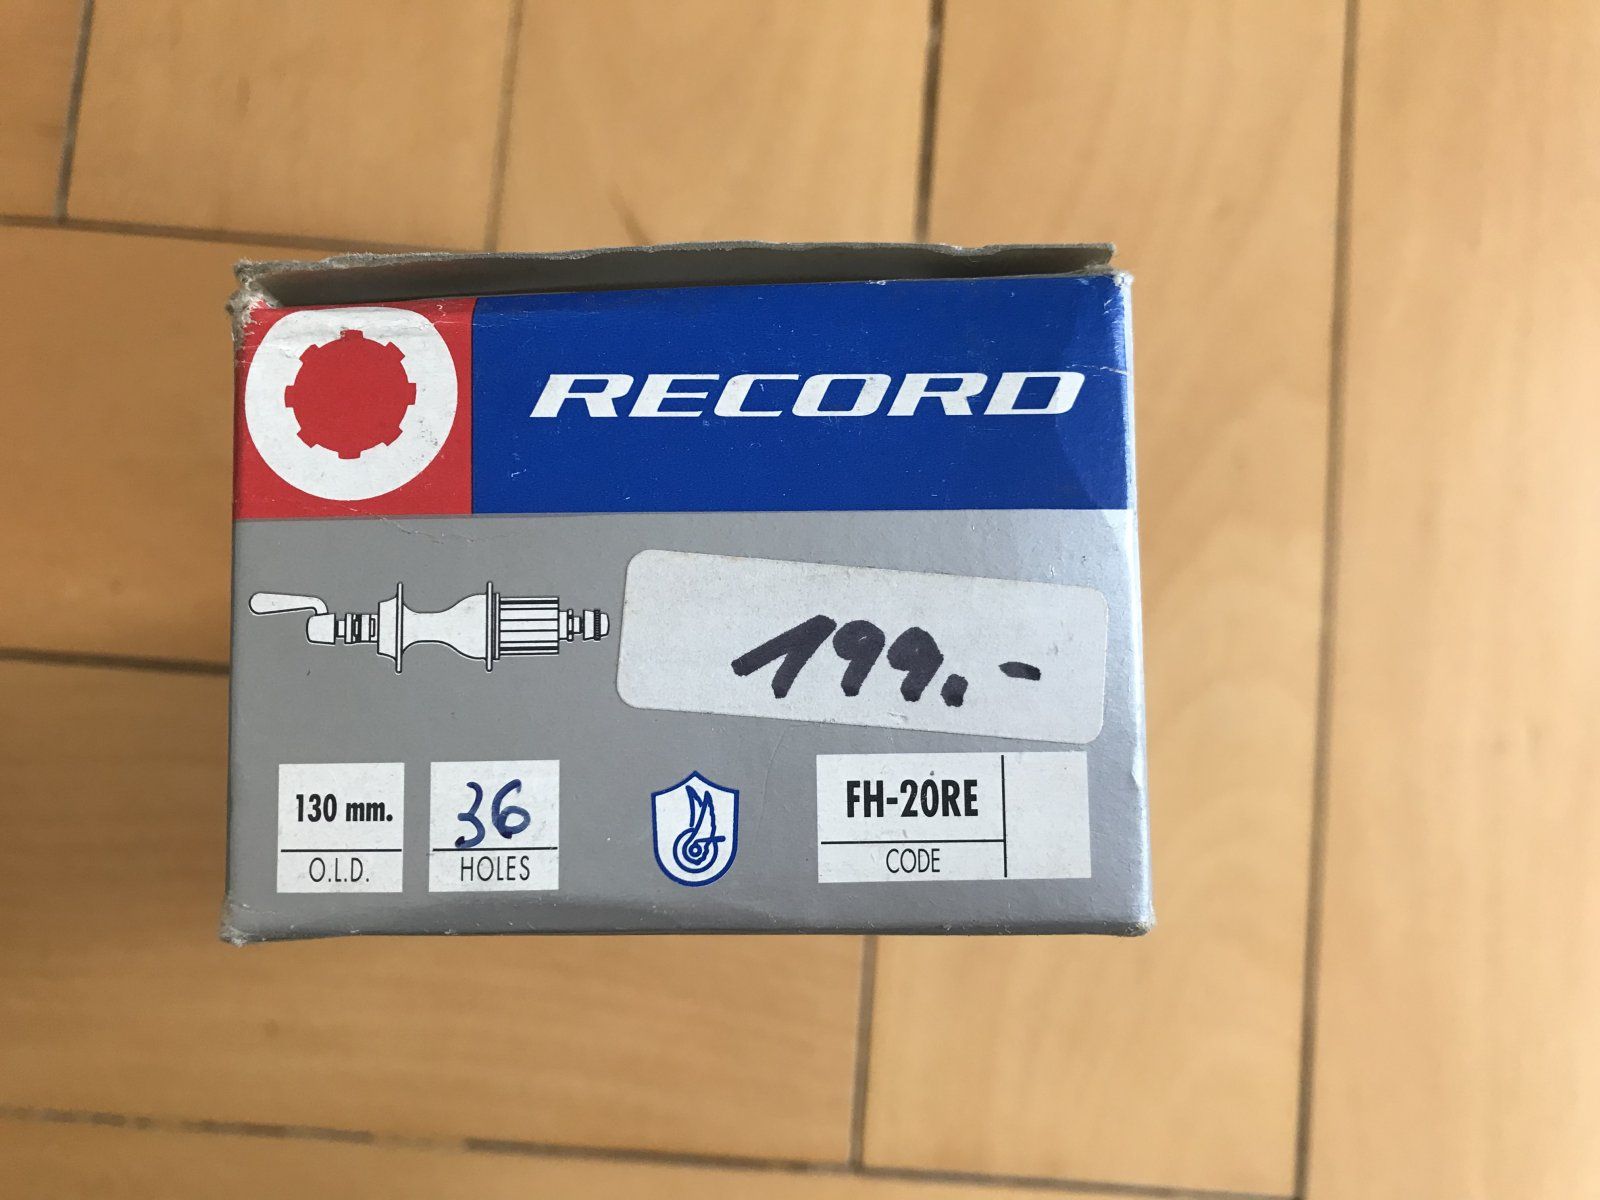 RECORD
199.-
130 mm.
O.L.D.
36
HOLES
FH-20RE
CODE